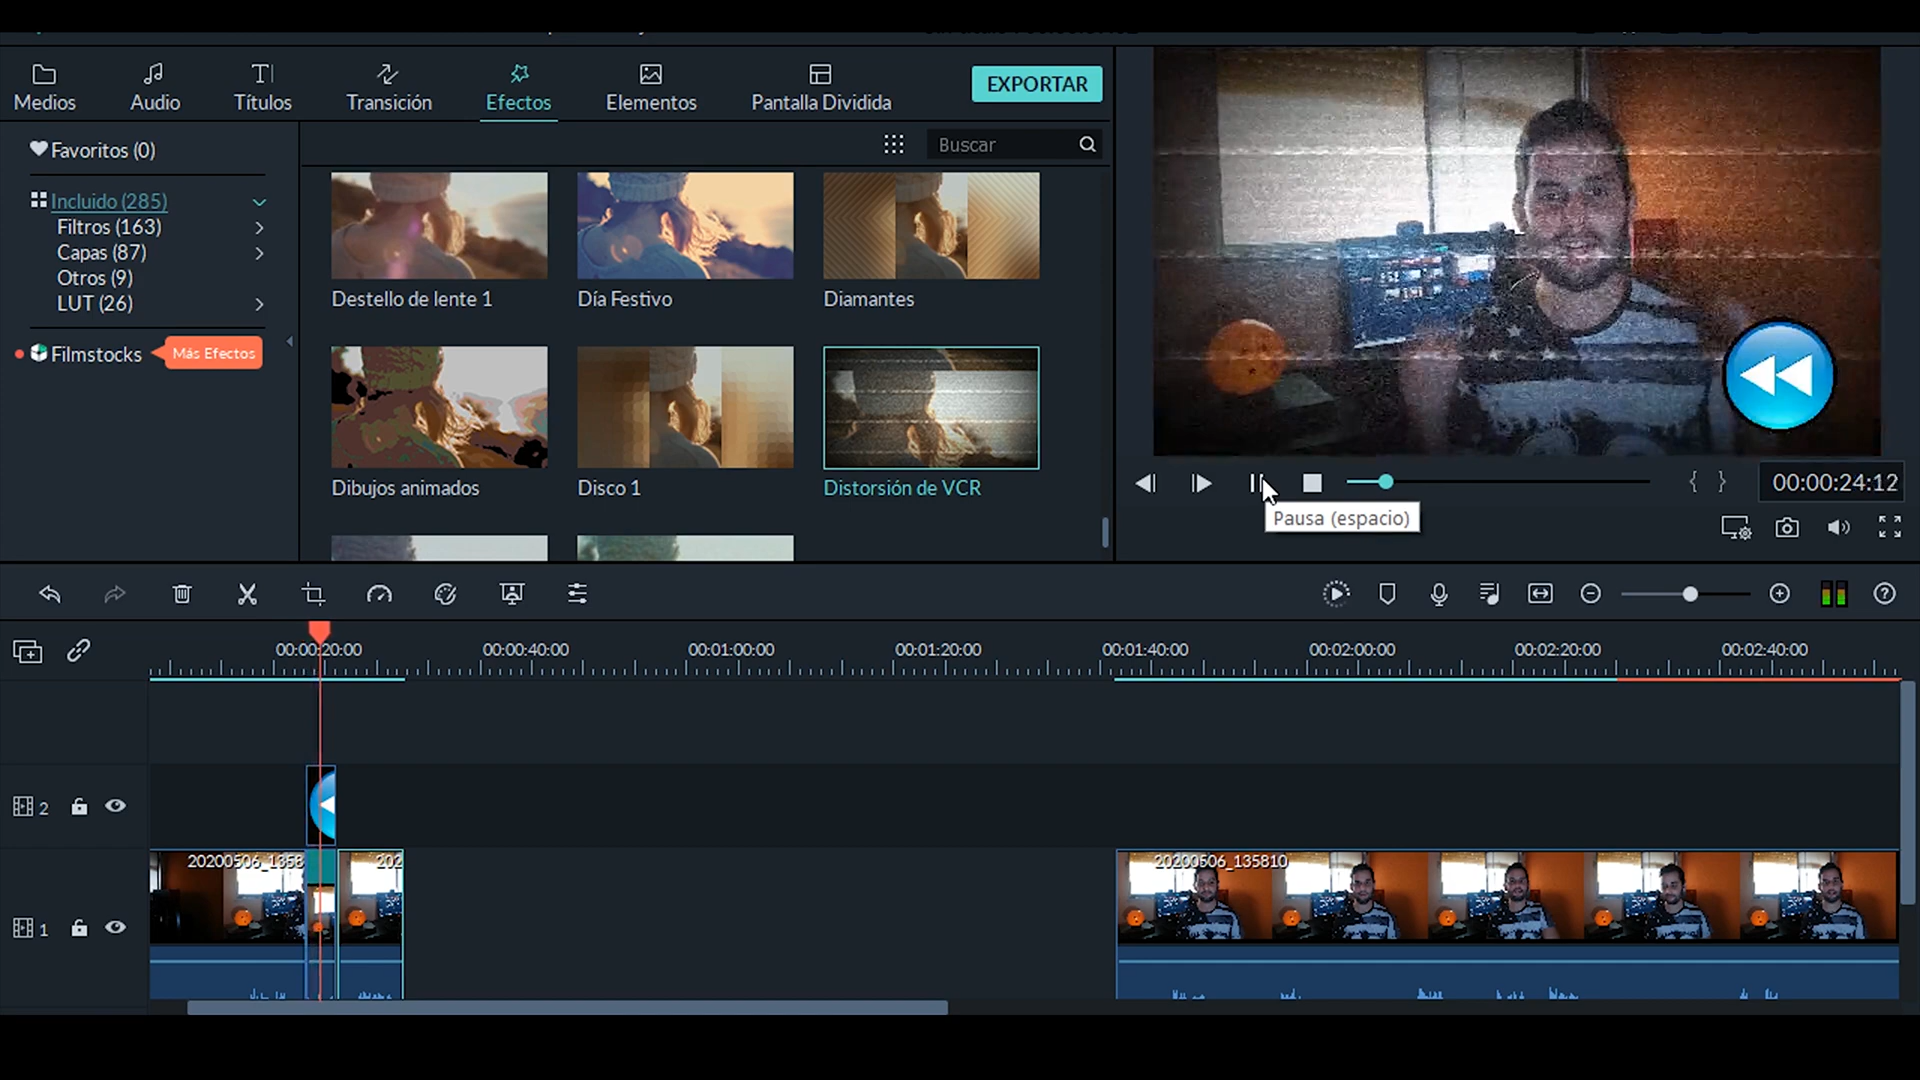 Medios
Audio
Títulos
Transición
Efectos
Elementos
Pantalla Dividida
EXPORTAR
Favoritos (0)
Incluido (285)
Filtros (163)
Capas (87)
Otros (9)
LUT (26)
Filmstocks
Más Efectos
Buscar
Destello de lente 1
Día Festivo
Diamantes
Dibujos animados
Disco 1
Distorsión de VCR
Pausa (espacio)
00:00:24:12
00:00:20:00
00:00:40:00
00:01:00:00
00:01:20:00
00:01:40:00
00:02:00:00
00:02:20:00
00:02:40:00
2
20200506_1358
202
20200506_135810
1